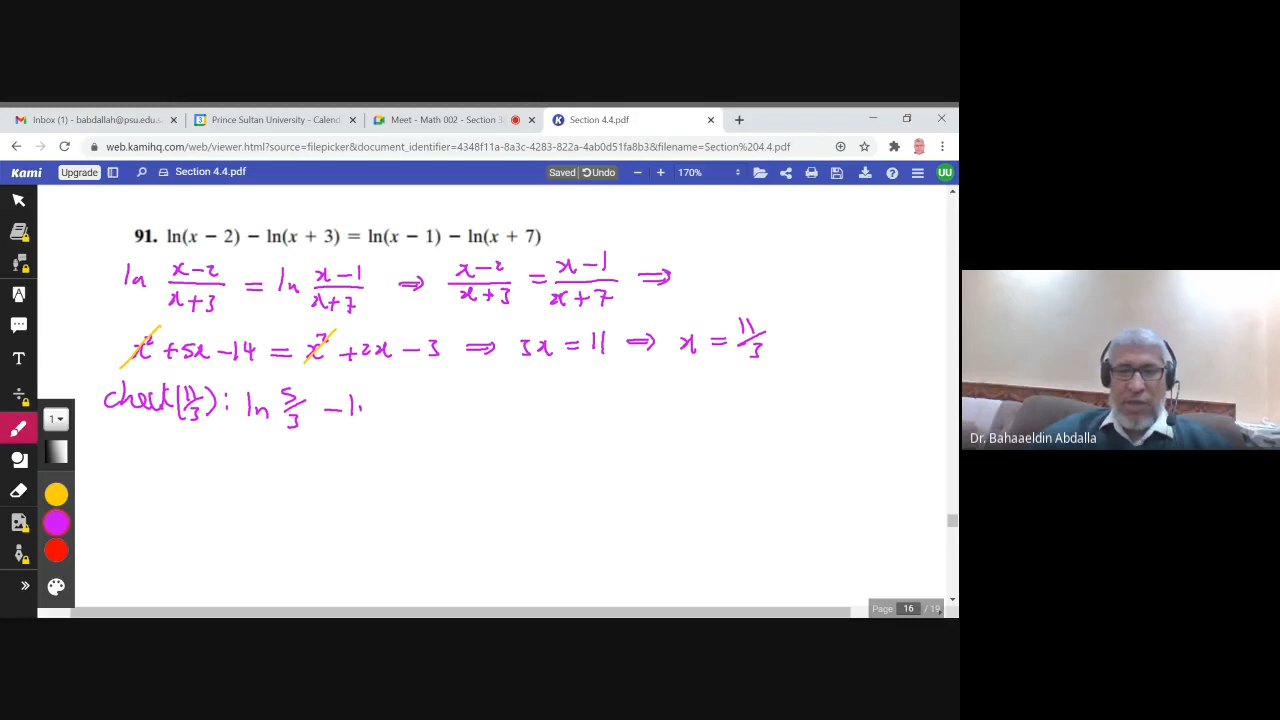 Inbox (1) - babdallah@psu.edu.s
Prince Sultan University - Calend
Meet - Math 002 - Section 3
Section 4.4.pdf
web.kamihq.com/web/viewer.html?source=filepicker&document_identifier=4348f11a-8a3c-4283-822a-4ab0d51fa8b3&filename=Section%204.4.pdf
Kami Upgrade Section 4.4.pdf Saved Undo 170% UU
91. ln(x − 2) − ln(x + 3) = ln(x − 1) − ln(x + 7)
ln (x-2)/(x+3) = ln (x-1)/(x+7) ⇒ (x-2)/(x+3) = (x-1)/(x+7) ⇒
x² + 5x - 14 = x² + 2x - 3 ⇒ 3x = 11 ⇒ x = 11/3
check (11/3): ln 5/3 -
1
Page 16 / 19
Dr. Bahaaeldin Abdalla